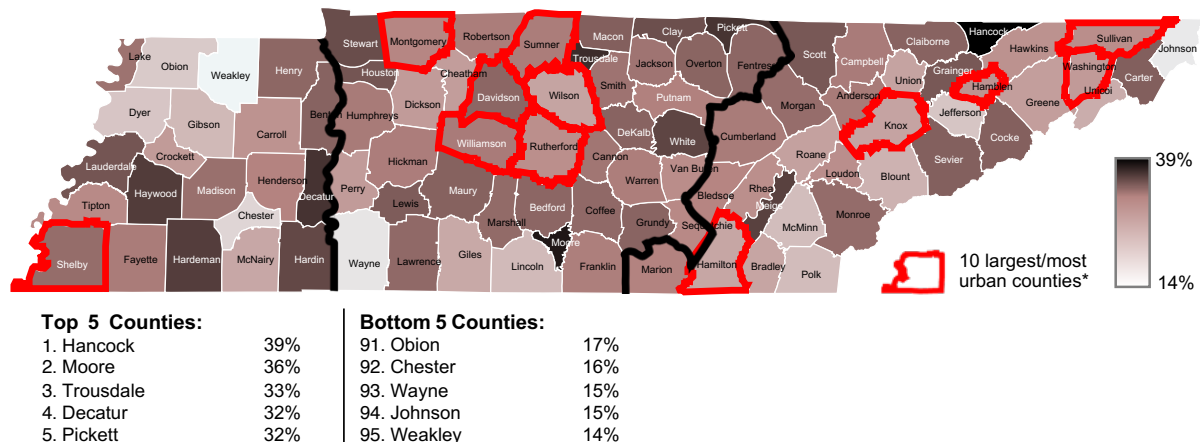 Lake
Obion
Weakley
Henry
Stewart
Montgomery
Robertson
Sumner
Macon
Clay
Pickett
Scott
Claiborne
Hancock
Hawkins
Sullivan
Johnson
Trousdale
Houston
Cheatham
Jackson
Overton
Fentress
Campbell
Union
Grainger
Washington
Carter
Dyer
Gibson
Carroll
Benton
Humphreys
Dickson
Davidson
Wilson
Smith
Putnam
Morgan
Anderson
Hamblen
Greene
Unicoi
Knox
Jefferson
Cocke
Lauderdale
Crockett
Madison
Henderson
Hickman
Williamson
Rutherford
DeKalb
White
Cumberland
Roane
Loudon
Blount
Sevier
Haywood
Decatur
Perry
Lewis
Maury
Cannon
Warren
Van Buren
Bledsoe
Rhea
Meigs
Monroe
Tipton
Chester
Marshall
Bedford
Coffee
Grundy
Sequatchie
McMinn
Shelby
Fayette
Hardeman
McNairy
Hardin
Wayne
Lawrence
Giles
Lincoln
Moore
Franklin
Marion
Hamilton
Bradley
Polk
39%
14%
10 largest/most
urban counties*
Top 5 Counties:
1. Hancock 39%
2. Moore 36%
3. Trousdale 33%
4. Decatur 32%
5. Pickett 32%
Bottom 5 Counties:
91. Obion 17%
92. Chester 16%
93. Wayne 15%
94. Johnson 15%
95. Weakley 14%